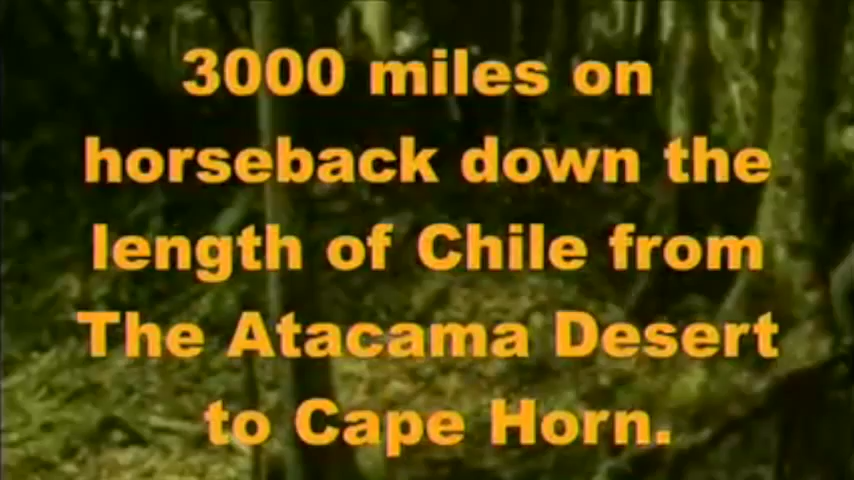 3000 miles on
horseback down the
length of Chile from
The Atacama Desert
to Cape Horn.